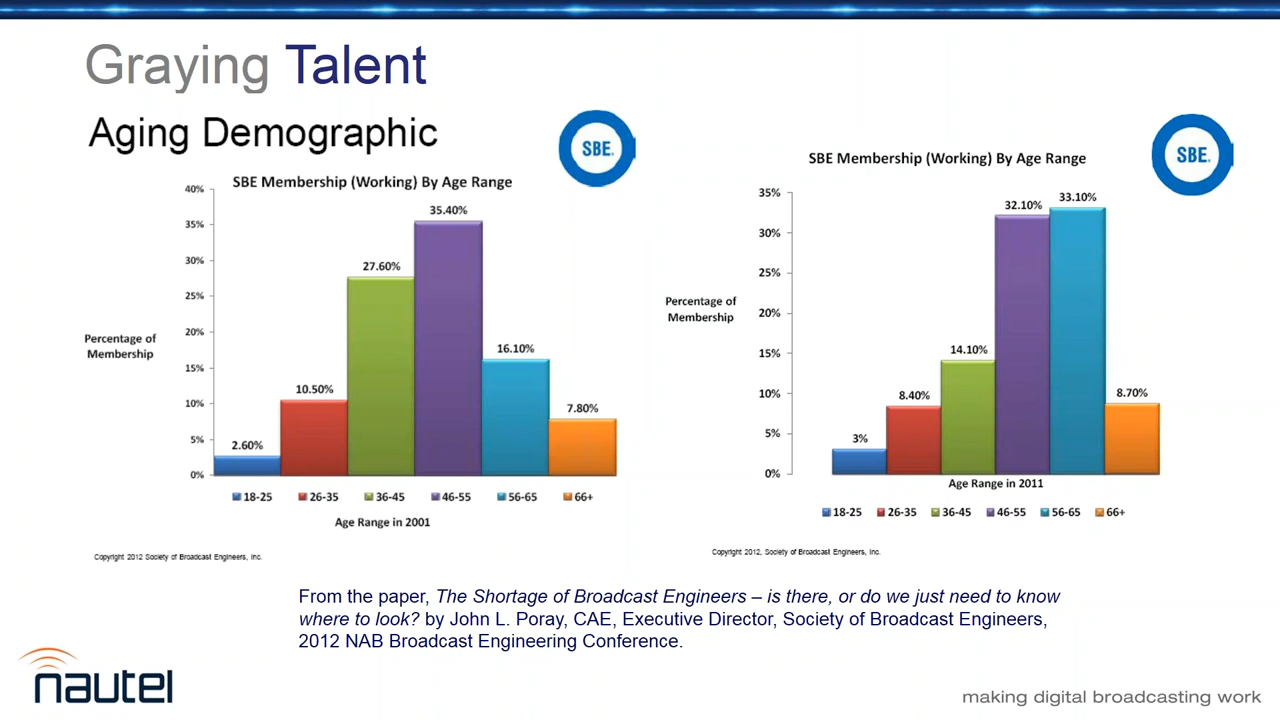 Graying Talent
Aging Demographic
SBE®
SBE Membership (Working) By Age Range
40%
35%
30%
25%
20%
15%
10%
5%
0%
Percentage of
Membership
2.60%
10.50%
27.60%
35.40%
16.10%
7.80%
18-25 26-35 36-45 46-55 56-65 66+
Age Range in 2001
Copyright 2012 Society of Broadcast Engineers, Inc.
SBE®
SBE Membership (Working) By Age Range
35%
30%
25%
20%
15%
10%
5%
0%
Percentage of
Membership
3%
8.40%
14.10%
32.10%
33.10%
8.70%
Age Range in 2011
18-25 26-35 36-45 46-55 56-65 66+
Copyright 2012, Society of Broadcast Engineers, Inc.
From the paper, The Shortage of Broadcast Engineers – is there, or do we just need to know
where to look? by John L. Poray, CAE, Executive Director, Society of Broadcast Engineers,
2012 NAB Broadcast Engineering Conference.
nautel
making digital broadcasting work